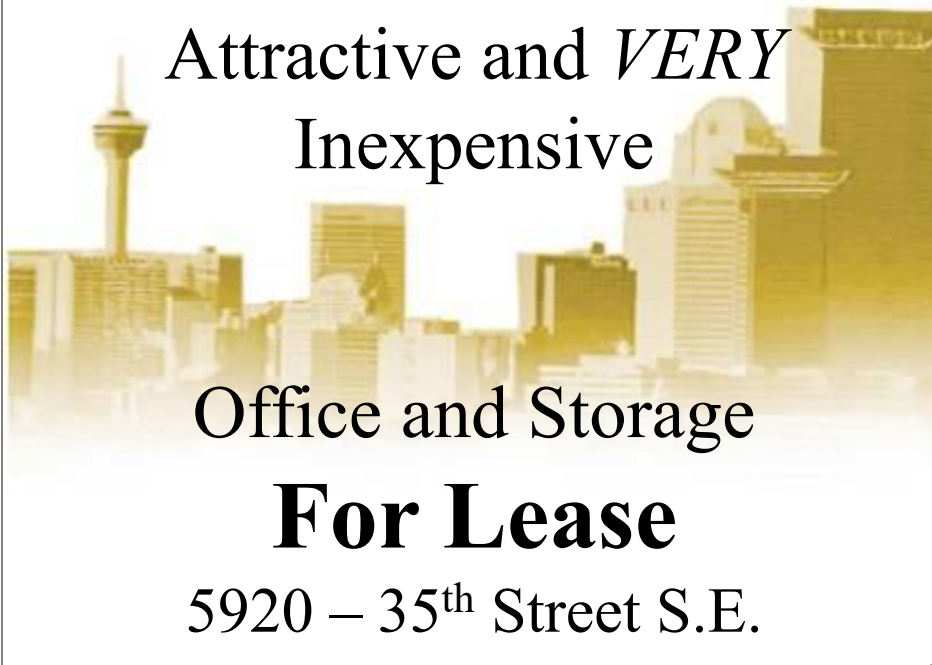 Attractive and VERY
Inexpensive
Office and Storage
For Lease
5920 – 35th Street S.E.